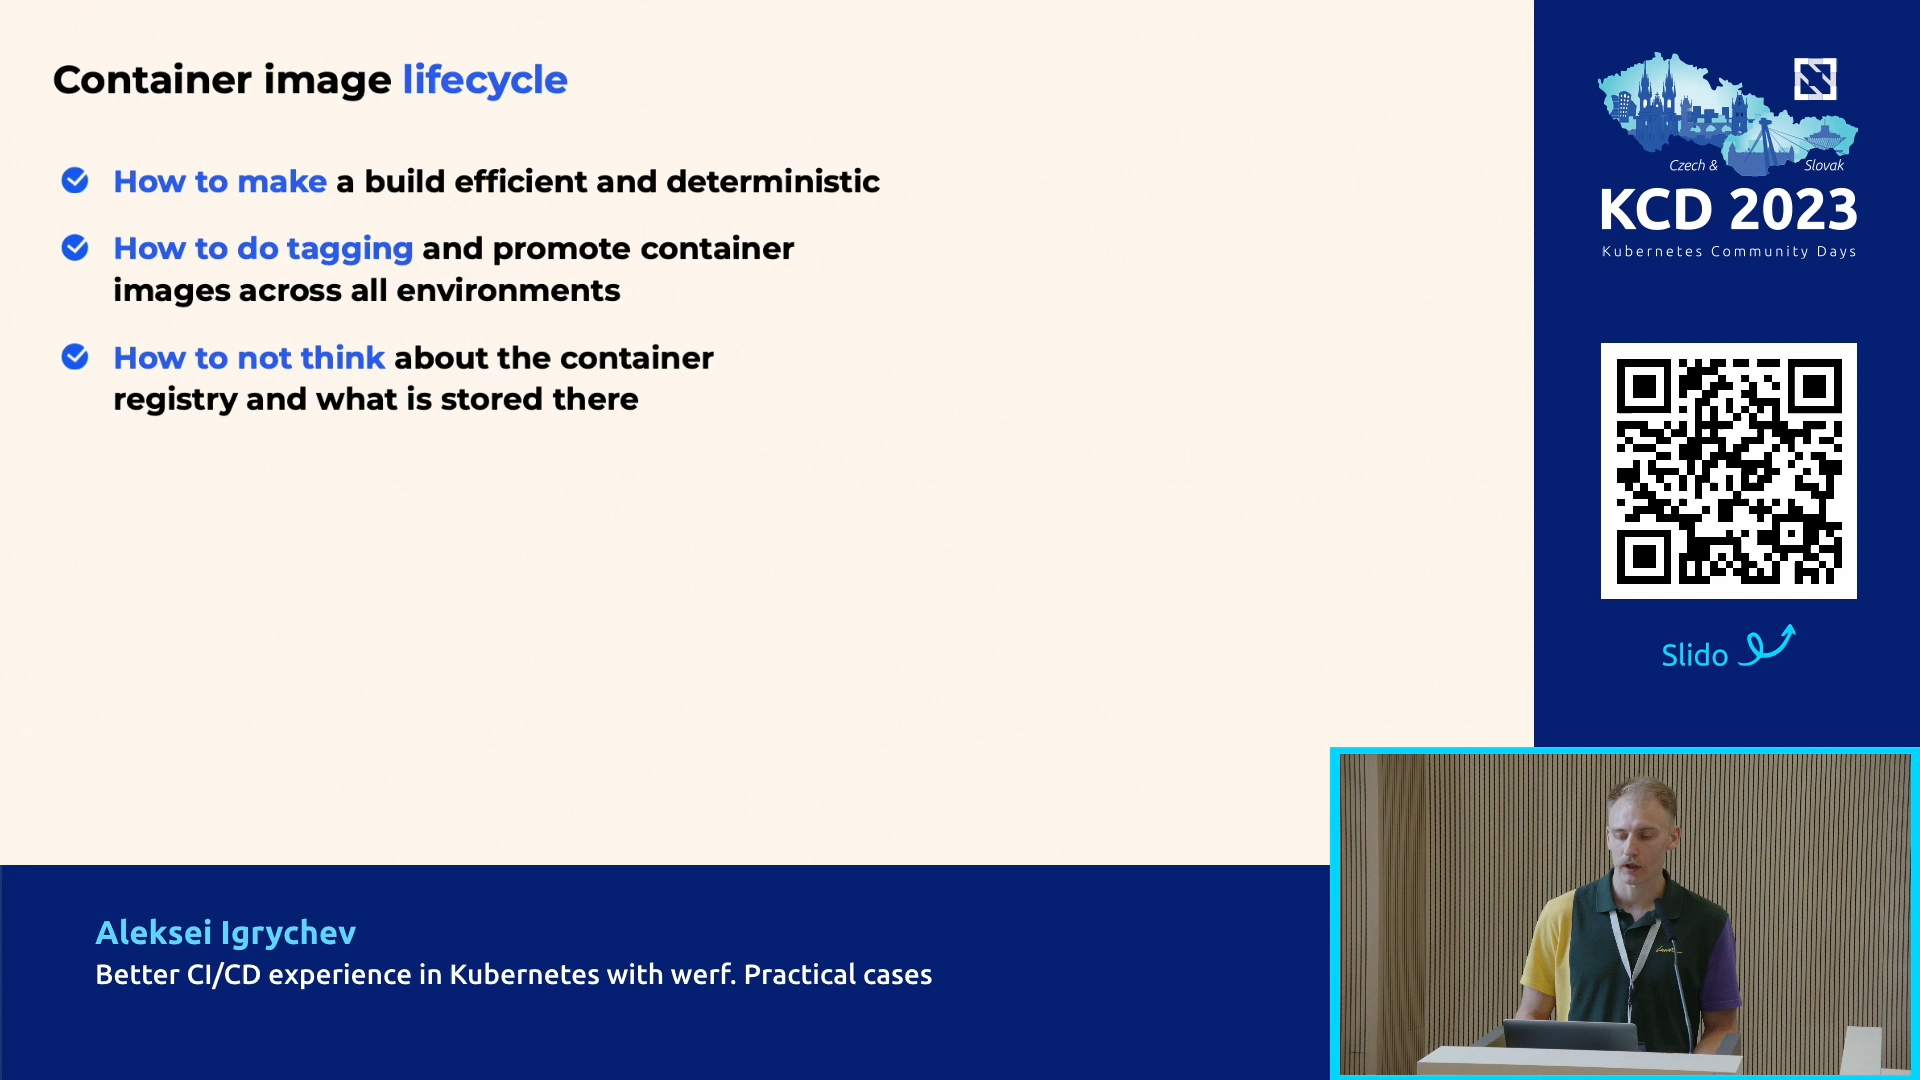 Container image lifecycle
How to make a build efficient and deterministic
How to do tagging and promote container
images across all environments
How to not think about the container
registry and what is stored there
Czech & Slovak
KCD 2023
Kubernetes Community Days
Slido
Aleksei Igrychev
Better CI/CD experience in Kubernetes with werf. Practical cases